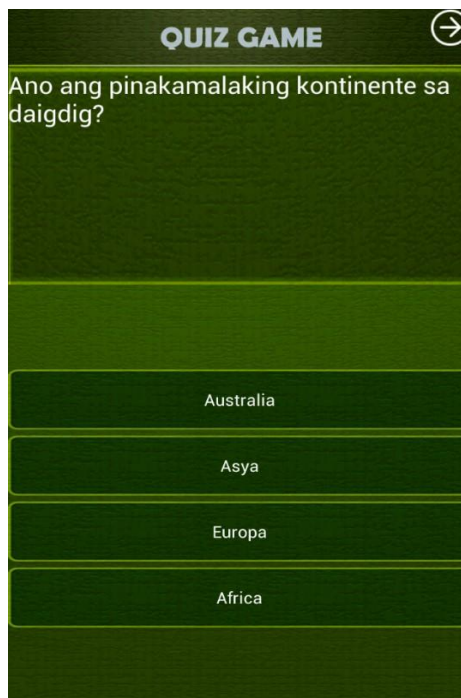 QUIZ GAME
Ano ang pinakamalaking kontinente sa
daigdig?
Australia
Asya
Europa
Africa